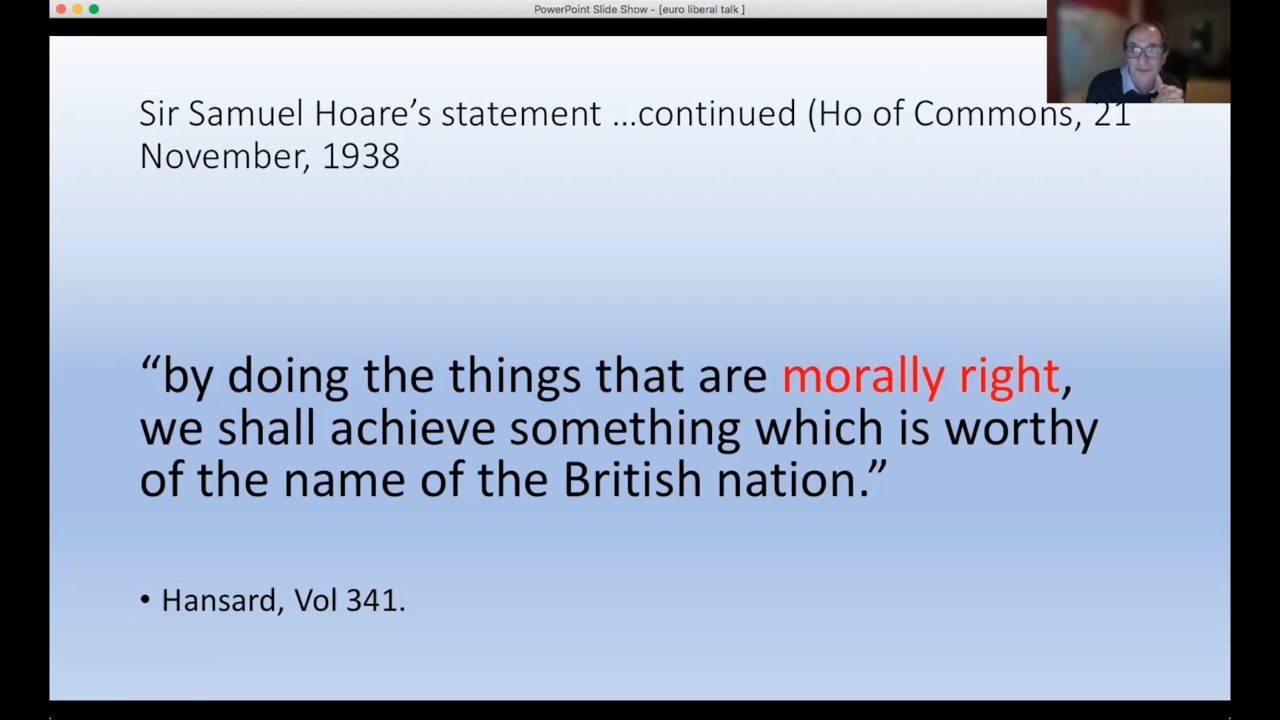 PowerPoint Slide Show - [euro liberal talk ]
Sir Samuel Hoare’s statement ...continued (Ho of Commons, 21
November, 1938
“by doing the things that are morally right,
we shall achieve something which is worthy
of the name of the British nation.”
• Hansard, Vol 341.